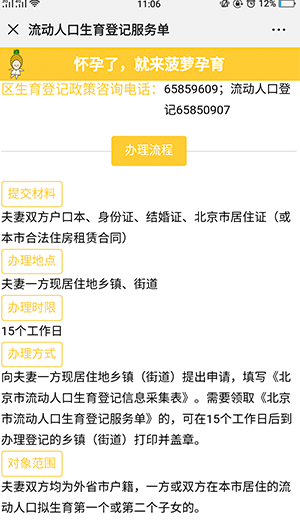 11:06
12%
流动人口生育登记服务单
怀孕了，就来菠萝孕育
区生育登记政策咨询电话：65859609；流动人口登
记65850907
办理流程
提交材料
夫妻双方户口本、身份证、结婚证、北京市居住证（或
本市合法住房租赁合同）
办理地点
夫妻一方现居住地乡镇、街道
办理时限
15个工作日
办理方式
向夫妻一方现居住地乡镇（街道）提出申请，填写《北
京市流动人口生育登记信息采集表》。需要领取《北京
市流动人口生育登记服务单》的，可在15个工作日后到
办理登记的乡镇（街道）打印并盖章。
对象范围
夫妻双方均为外省市户籍，一方或双方在本市居住的流
动人口拟生育第一个或第二个子女的。